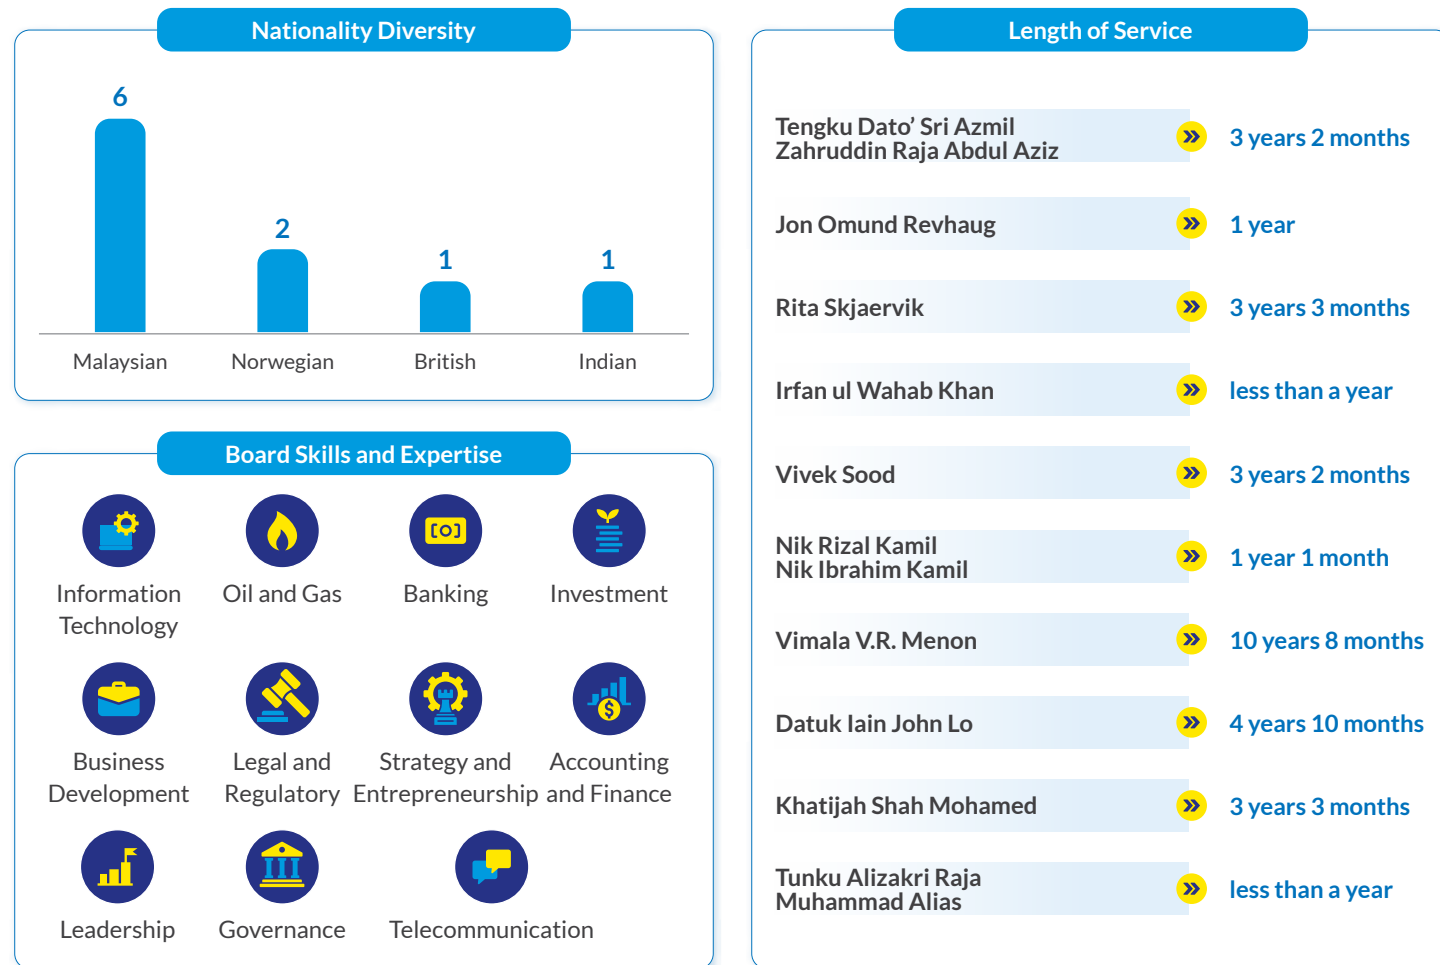 Nationality Diversity
6
2
1
1
Malaysian
Norwegian
British
Indian
Board Skills and Expertise
Information
Technology
Oil and Gas
Banking
Investment
Business
Development
Legal and
Regulatory
Strategy and
Entrepreneurship
Accounting
and Finance
Leadership
Governance
Telecommunication
Length of Service
Tengku Dato’ Sri Azmil
Zahruddin Raja Abdul Aziz
3 years 2 months
Jon Omund Revhaug
1 year
Rita Skjaervik
3 years 3 months
Irfan ul Wahab Khan
less than a year
Vivek Sood
3 years 2 months
Nik Rizal Kamil
Nik Ibrahim Kamil
1 year 1 month
Vimala V.R. Menon
10 years 8 months
Datuk Iain John Lo
4 years 10 months
Khatijah Shah Mohamed
3 years 3 months
Tunku Alizakri Raja
Muhammad Alias
less than a year